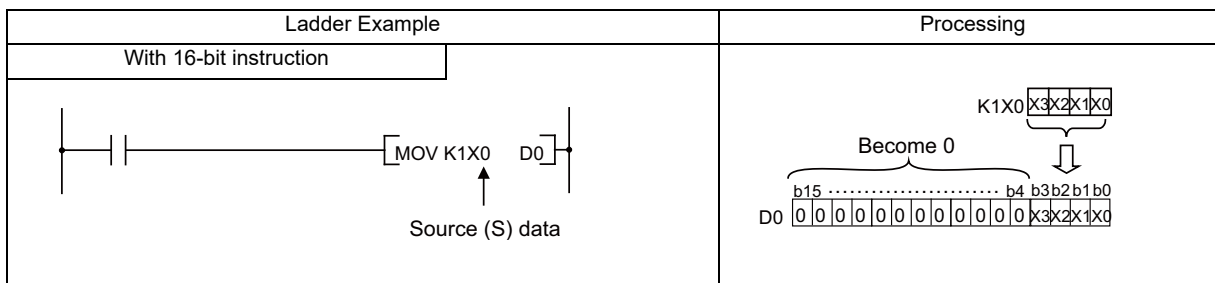 Ladder Example
Processing
With 16-bit instruction
MOV K1X0 D0
Source (S) data
K1X0 X3 X2 X1 X0
Become 0
b15 ························ b4 b3 b2 b1 b0
D0 0 0 0 0 0 0 0 0 0 0 0 0 X3 X2 X1 X0